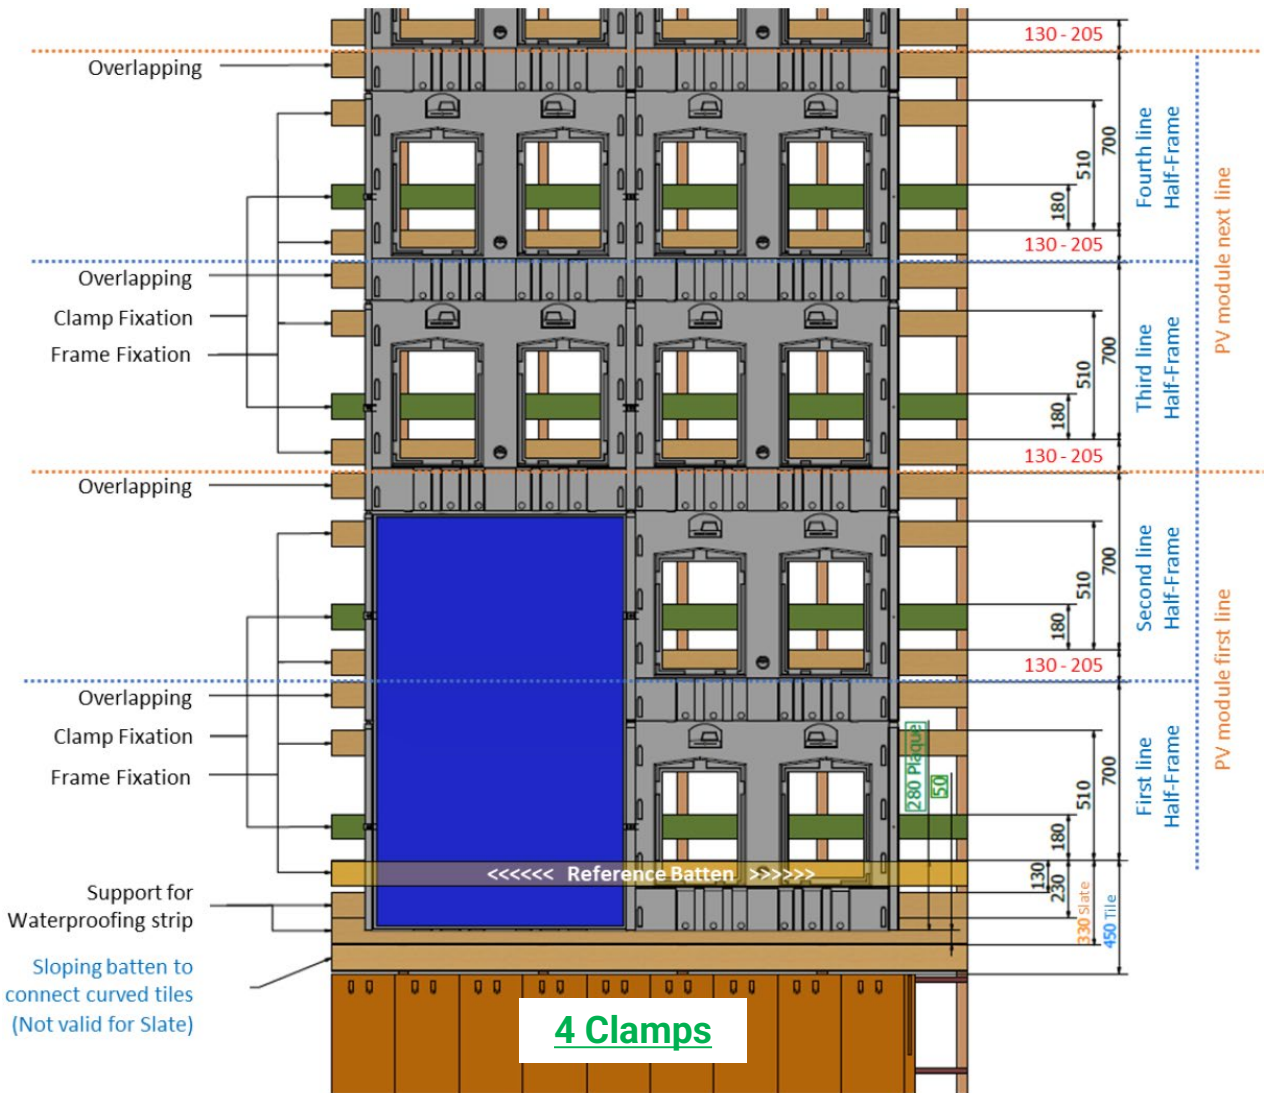 130 - 205
Overlapping
Fourth line
Half-Frame
700
510
180
PV module next line
130 - 205
Overlapping
Clamp Fixation
Frame Fixation
Third line
Half-Frame
700
510
180
130 - 205
Overlapping
Second line
Half-Frame
700
510
180
PV module first line
130 - 205
Overlapping
Clamp Fixation
Frame Fixation
280 Plaque
50
First line
Half-Frame
700
510
180
<<<<<< Reference Batten >>>>>>
130
230
330 Slate
450 Tile
Support for
Waterproofing strip
Sloping batten to
connect curved tiles
(Not valid for Slate)
4 Clamps